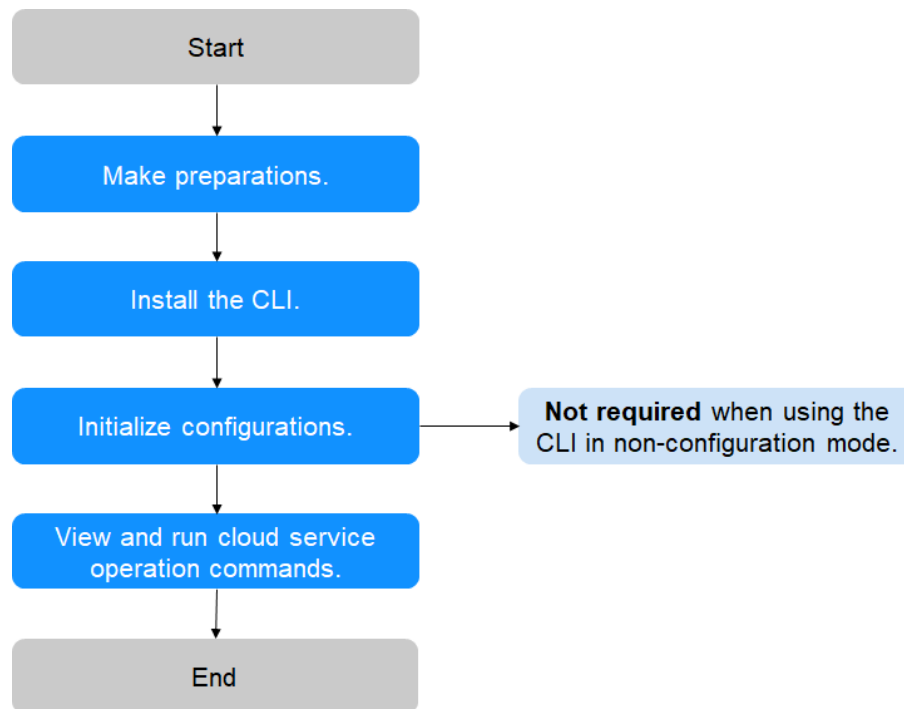 Start
Make preparations.
Install the CLI.
Initialize configurations.
Not required when using the
CLI in non-configuration mode.
View and run cloud service
operation commands.
End